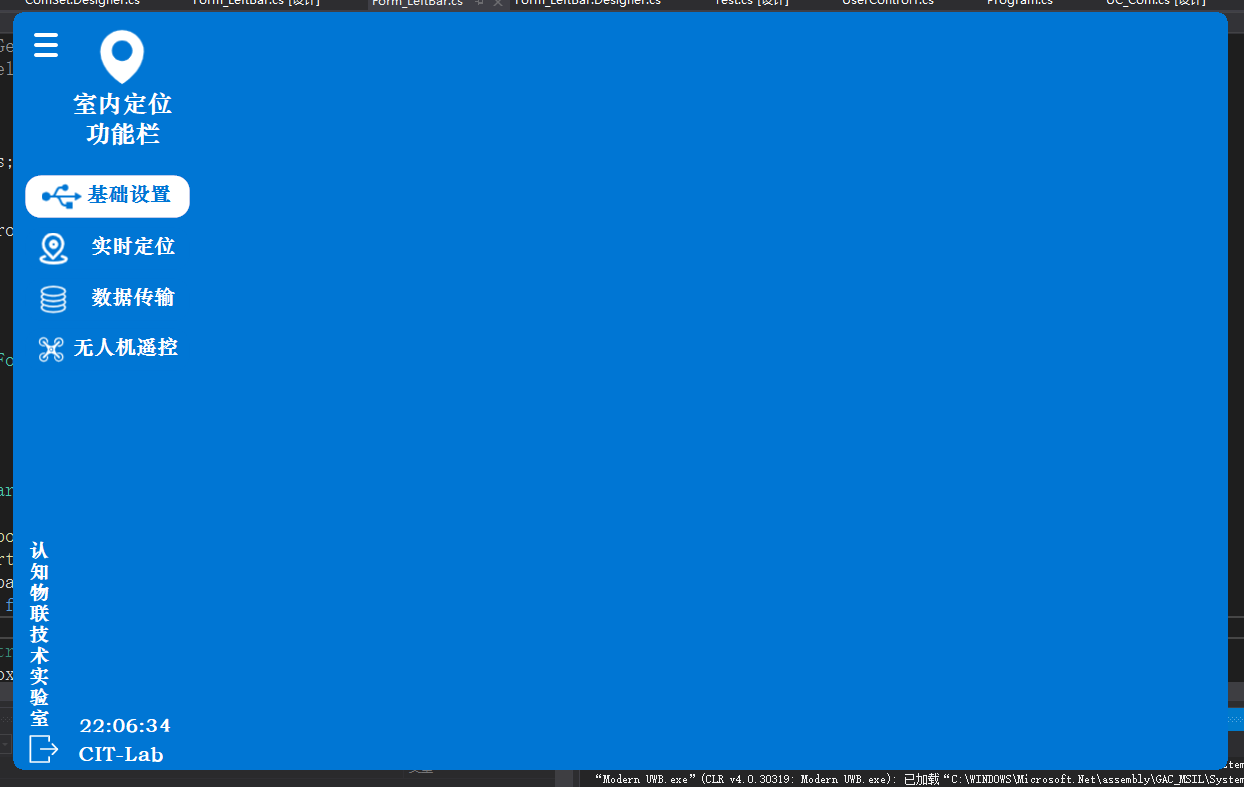 ComSet.Designer.cs Form_LeftBar.cs [设计] Form_LeftBar.cs Form_LeftBar.Designer.cs Test.cs [设计] UserControl1.cs Program.cs UC_Com.cs [设计]
室内定位
功能栏
基础设置
实时定位
数据传输
无人机遥控
认知物联技术实验室
22:06:34
CIT-Lab
“Modern UWB.exe”(CLR v4.0.30319: Modern UWB.exe): 已加载“C:\WINDOWS\Microsoft.Net\assembly\GAC_MSIL\System